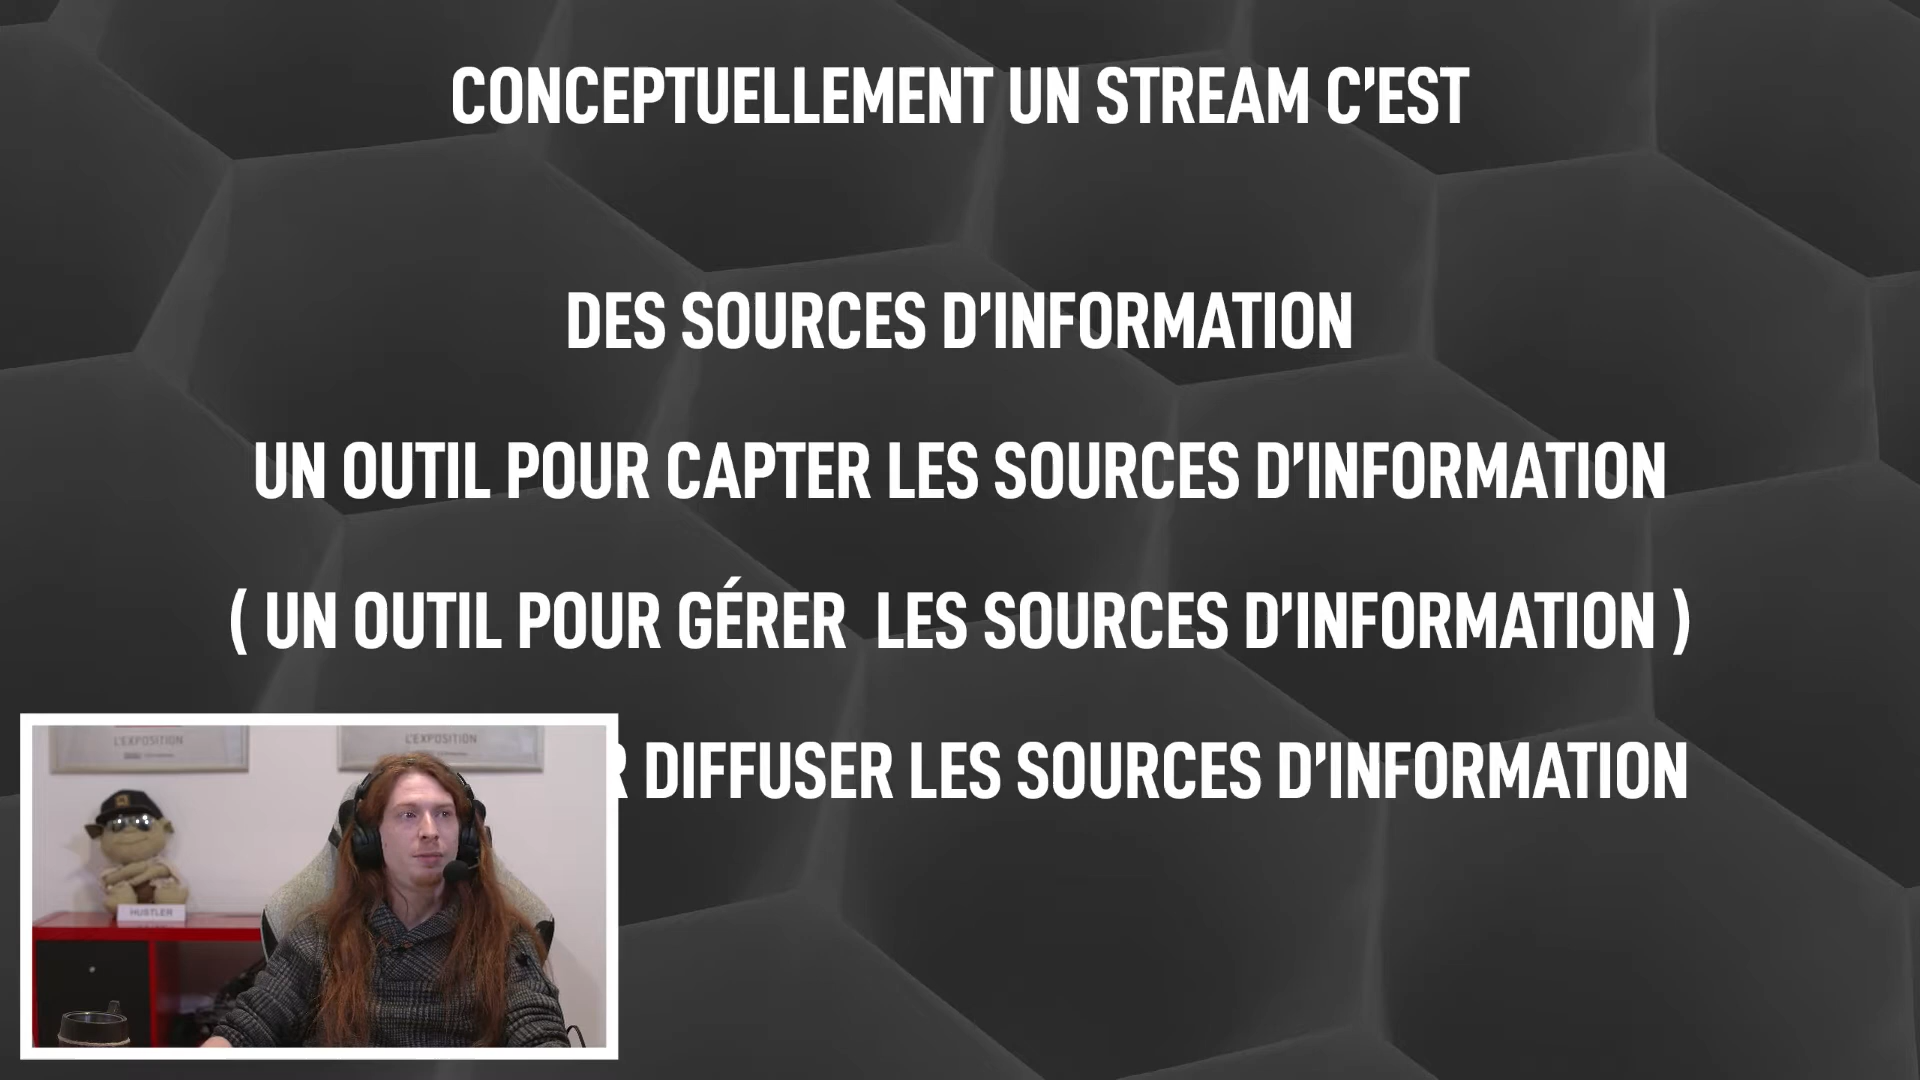 CONCEPTUELLEMENT UN STREAM C'EST
DES SOURCES D'INFORMATION
UN OUTIL POUR CAPTER LES SOURCES D'INFORMATION
( UN OUTIL POUR GÉRER LES SOURCES D'INFORMATION )
DIFFUSER LES SOURCES D'INFORMATION
L'EXPOSITION
L'EXPOSITION
HUSTLER